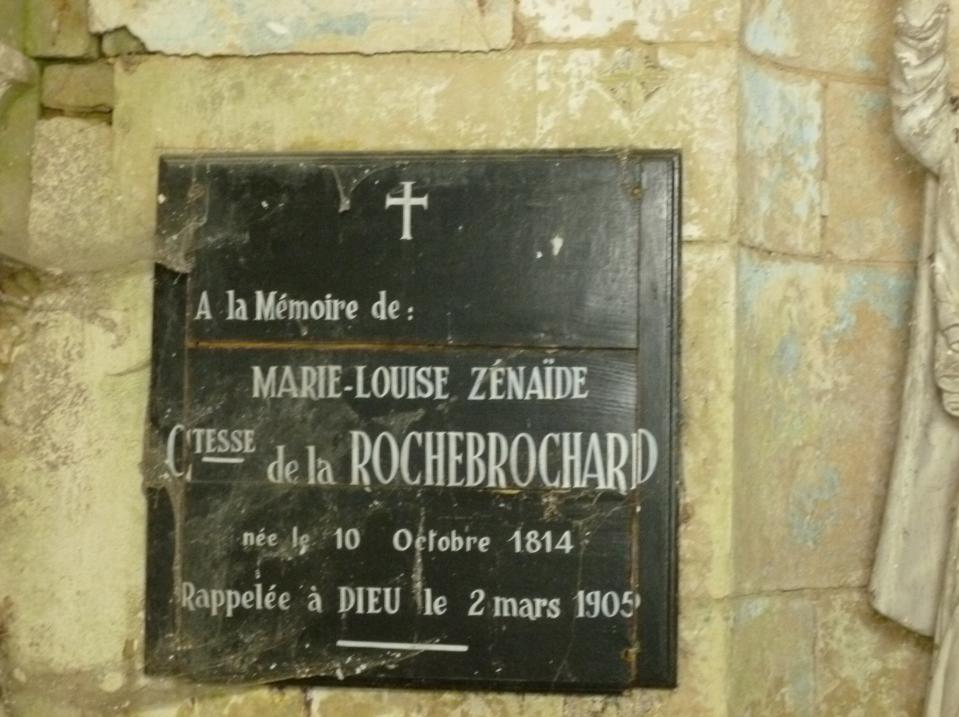 A la Mémoire de :
MARIE-LOUISE ZÉNAÏDE
CTESSE de la ROCHEBROCHARD
née le 10 Octobre 1814
Rappelée à DIEU le 2 mars 1905